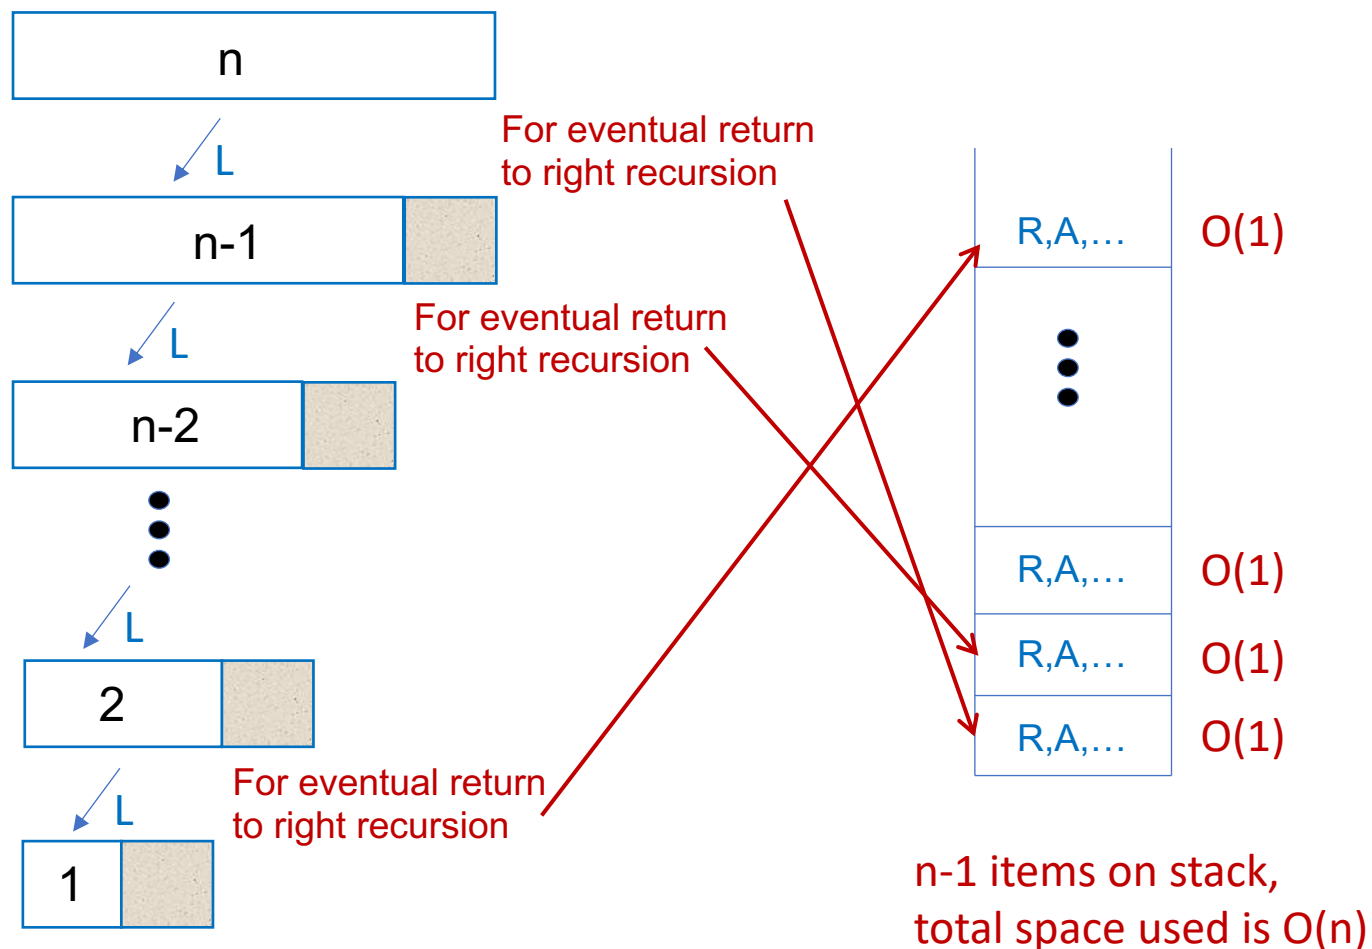 n
L
For eventual return
to right recursion
n-1
R,A,...
O(1)
L
For eventual return
to right recursion
n-2
R,A,...
O(1)
L
R,A,...
O(1)
2
R,A,...
O(1)
For eventual return
to right recursion
L
1
n-1 items on stack,
total space used is O(n)